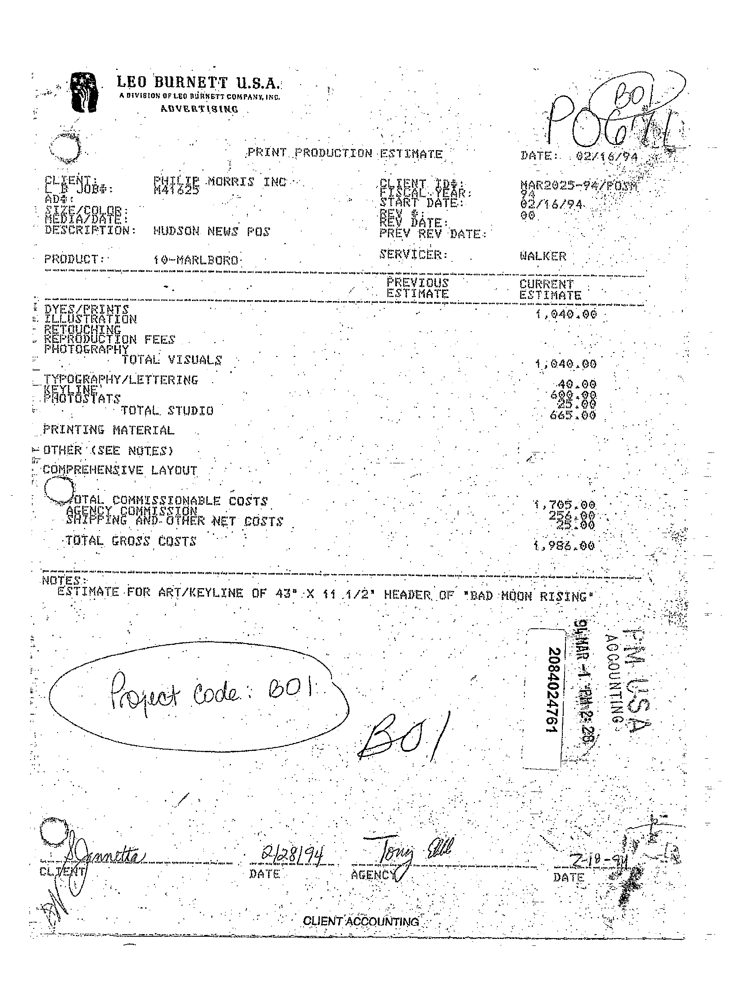 LEO BURNETT U.S.A.
A DIVISION OF LEO BURNETT COMPANY, INC.
ADVERTISING
B01
PRINT PRODUCTION ESTIMATE
DATE: 02/16/94
CLIENT: PHILIP MORRIS INC CLIENT ID#: MAR2025-94/POSM
L B JOB#: M41625 FISCAL YEAR: 94
AD#: START DATE: 02/16/94
SIZE/COLOR: REV #: 00
MEDIA/DATE: REV DATE:
DESCRIPTION: HUDSON NEWS POS PREV REV DATE:
PRODUCT: 10-MARLBORO SERVICER: WALKER
PREVIOUS CURRENT
ESTIMATE ESTIMATE
DYES/PRINTS 1,040.00
ILLUSTRATION
RETOUCHING
REPRODUCTION FEES
PHOTOGRAPHY
TOTAL VISUALS 1,040.00
TYPOGRAPHY/LETTERING 40.00
KEYLINE 600.00
PHOTOSTATS 25.00
TOTAL STUDIO 665.00
PRINTING MATERIAL
OTHER (SEE NOTES)
COMPREHENSIVE LAYOUT
TOTAL COMMISSIONABLE COSTS 1,705.00
AGENCY COMMISSION 256.00
SHIPPING AND OTHER NET COSTS 25.00
TOTAL GROSS COSTS 1,986.00
NOTES:
ESTIMATE FOR ART/KEYLINE OF 43" X 11 1/2" HEADER OF "BAD MOON RISING"
PM USA
ACCOUNTING
94 MAR -1 PM 2:28
2084024761
Project Code: B01
B01
2/28/94 Tony
CLIENT DATE AGENCY DATE
CLIENT ACCOUNTING